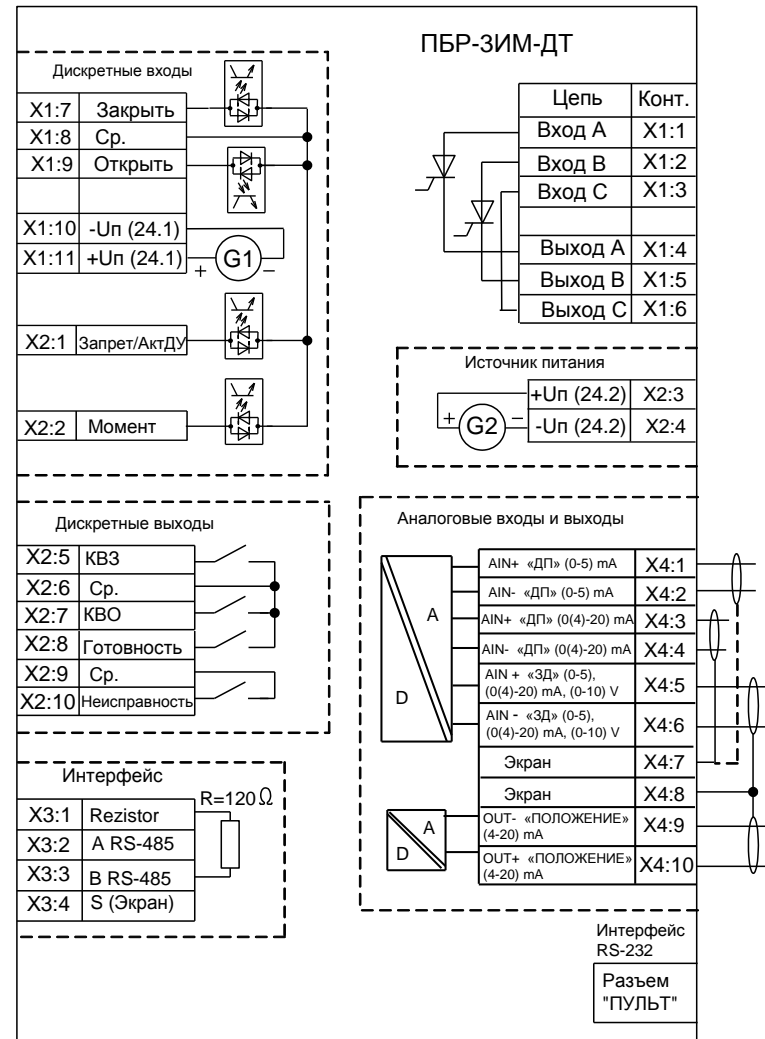 ПБР-3ИМ-ДТ
Дискретные входы
X1:7 Закрыть
X1:8 Ср.
X1:9 Открыть
X1:10 -Uп (24.1)
X1:11 +Uп (24.1)
+ G1 –
X2:1 Запрет/АктДУ
X2:2 Момент
Цепь Конт.
Вход А X1:1
Вход В X1:2
Вход С X1:3
Выход А X1:4
Выход В X1:5
Выход С X1:6
Источник питания
+Uп (24.2) X2:3
+ G2 –
-Uп (24.2) X2:4
Дискретные выходы
X2:5 КВЗ
X2:6 Ср.
X2:7 КВО
X2:8 Готовность
X2:9 Ср.
X2:10 Неисправность
Аналоговые входы и выходы
A
D
AIN+ «ДП» (0-5) mA X4:1
AIN- «ДП» (0-5) mA X4:2
AIN+ «ДП» (0(4)-20) mA X4:3
AIN- «ДП» (0(4)-20) mA X4:4
AIN + «ЗД» (0-5),
(0(4)-20) mA, (0-10) V X4:5
AIN - «ЗД» (0-5),
(0(4)-20) mA, (0-10) V X4:6
Экран X4:7
Экран X4:8
A
D
OUT- «ПОЛОЖЕНИЕ»
(4-20) mA X4:9
OUT+ «ПОЛОЖЕНИЕ»
(4-20) mA X4:10
Интерфейс
R=120 Ω
X3:1 Rezistor
X3:2 A RS-485
X3:3 B RS-485
X3:4 S (Экран)
Интерфейс
RS-232
Разъем
"ПУЛЬТ"